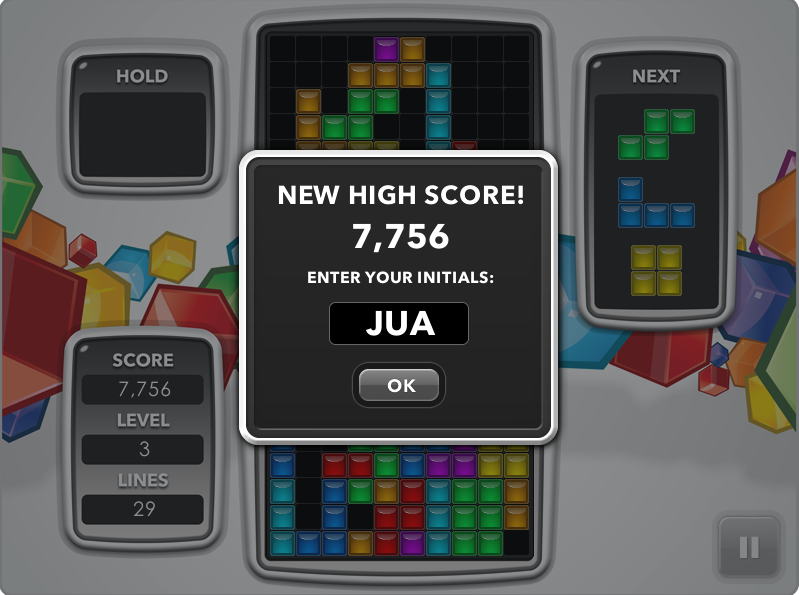 HOLD
NEXT
NEW HIGH SCORE!
7,756
ENTER YOUR INITIALS:
JUA
OK
SCORE
7,756
LEVEL
3
LINES
29